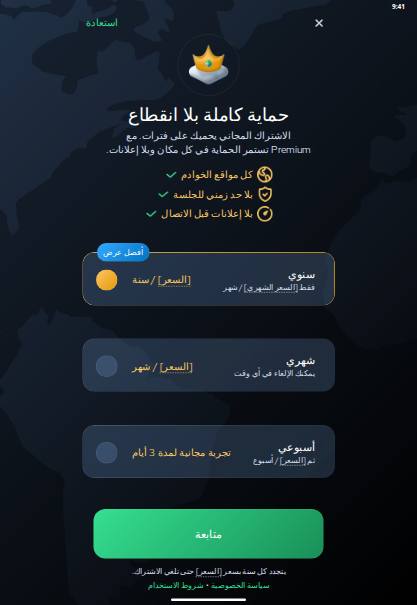 9:41
استعادة
حماية كاملة بلا انقطاع
الاشتراك المجاني يحميك على فترات. مع
Premium تستمر الحماية في كل مكان وبلا إعلانات.
كل مواقع الخوادم
بلا حد زمني للجلسة
بلا إعلانات قبل الاتصال
أفضل عرض
سنوي
[السعر] / سنة
فقط [السعر الشهري] / شهر
شهري
[السعر] / شهر
يمكنك الإلغاء في أي وقت
أسبوعي
تجربة مجانية لمدة 3 أيام
ثم [السعر] / أسبوع
متابعة
يتجدد كل سنة بسعر [السعر] حتى تلغي الاشتراك.
سياسة الخصوصية • شروط الاستخدام